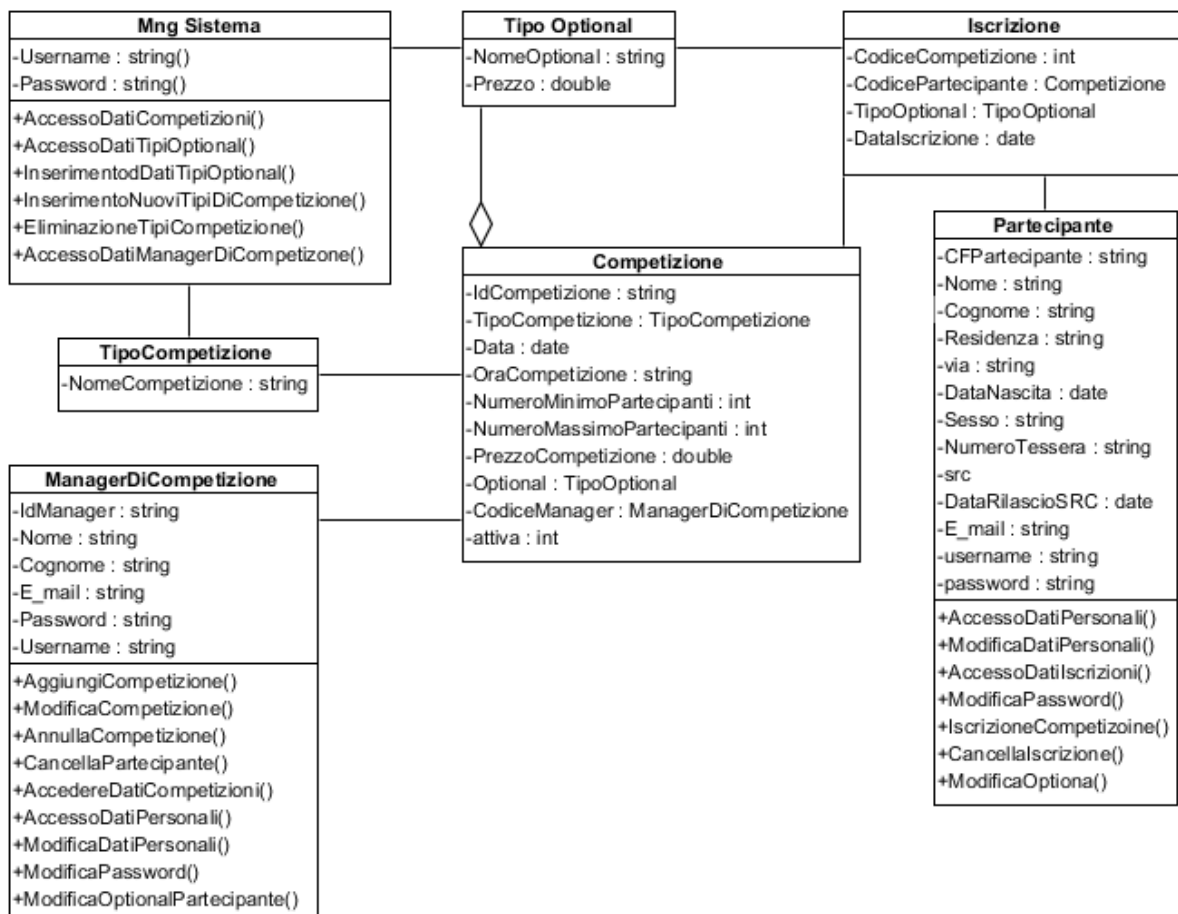 Mng Sistema
-Username : string()
-Password : string()
+AccessoDatiCompetizioni()
+AccessoDatiTipiOptional()
+InserimentodDatiTipiOptional()
+InserimentoNuoviTipiDiCompetizione()
+EliminazioneTipiCompetizione()
+AccessoDatiManagerDiCompetizone()
Tipo Optional
-NomeOptional : string
-Prezzo : double
Iscrizione
-CodiceCompetizione : int
-CodicePartecipante : Competizione
-TipoOptional : TipoOptional
-DataIscrizione : date
TipoCompetizione
-NomeCompetizione : string
Competizione
-IdCompetizione : string
-TipoCompetizione : TipoCompetizione
-Data : date
-OraCompetizione : string
-NumeroMinimoPartecipanti : int
-NumeroMassimoPartecipanti : int
-PrezzoCompetizione : double
-Optional : TipoOptional
-CodiceManager : ManagerDiCompetizione
-attiva : int
Partecipante
-CFPartecipante : string
-Nome : string
-Cognome : string
-Residenza : string
-via : string
-DataNascita : date
-Sesso : string
-NumeroTessera : string
-src
-DataRilascioSRC : date
-E_mail : string
-username : string
-password : string
+AccessoDatiPersonali()
+ModificaDatiPersonali()
+AccessoDatiIscrizioni()
+ModificaPassword()
+IscrizioneCompetizoine()
+CancellaIscrizione()
+ModificaOptiona()
ManagerDiCompetizione
-IdManager : string
-Nome : string
-Cognome : string
-E_mail : string
-Password : string
-Username : string
+AggiungiCompetizione()
+ModificaCompetizione()
+AnnullaCompetizione()
+CancellaPartecipante()
+AccedereDatiCompetizioni()
+AccessoDatiPersonali()
+ModificaDatiPersonali()
+ModificaPassword()
+ModificaOptionalPartecipante()